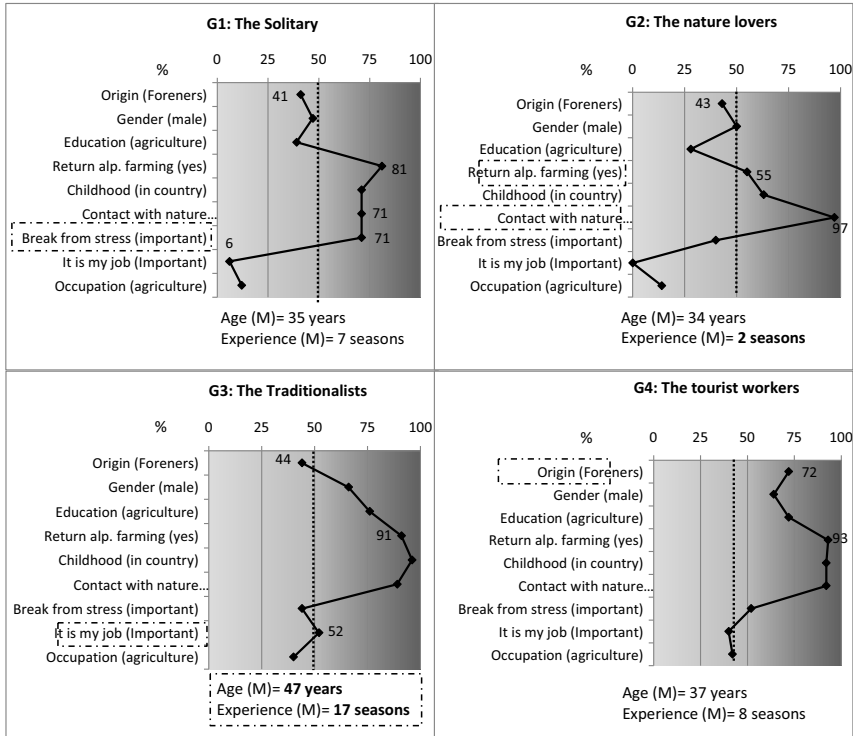 G1: The Solitary
%
0 25 50 75 100
Origin (Foreners)
41
Gender (male)
Education (agriculture)
Return alp. farming (yes)
81
Childhood (in country)
Contact with nature...
71
Break from stress (important)
71
6
It is my job (Important)
Occupation (agriculture)
Age (M)= 35 years
Experience (M)= 7 seasons
G2: The nature lovers
%
0 25 50 75 100
Origin (Foreners)
43
Gender (male)
Education (agriculture)
Return alp. farming (yes)
55
Childhood (in country)
Contact with nature...
97
Break from stress (important)
It is my job (Important)
Occupation (agriculture)
Age (M)= 34 years
Experience (M)= 2 seasons
G3: The Traditionalists
%
0 25 50 75 100
Origin (Foreners)
44
Gender (male)
Education (agriculture)
Return alp. farming (yes)
91
Childhood (in country)
Contact with nature...
Break from stress (important)
It is my job (Important)
52
Occupation (agriculture)
Age (M)= 47 years
Experience (M)= 17 seasons
G4: The tourist workers
%
0 25 50 75 100
Origin (Foreners)
72
Gender (male)
Education (agriculture)
Return alp. farming (yes)
93
Childhood (in country)
Contact with nature...
Break from stress (important)
It is my job (Important)
Occupation (agriculture)
Age (M)= 37 years
Experience (M)= 8 seasons